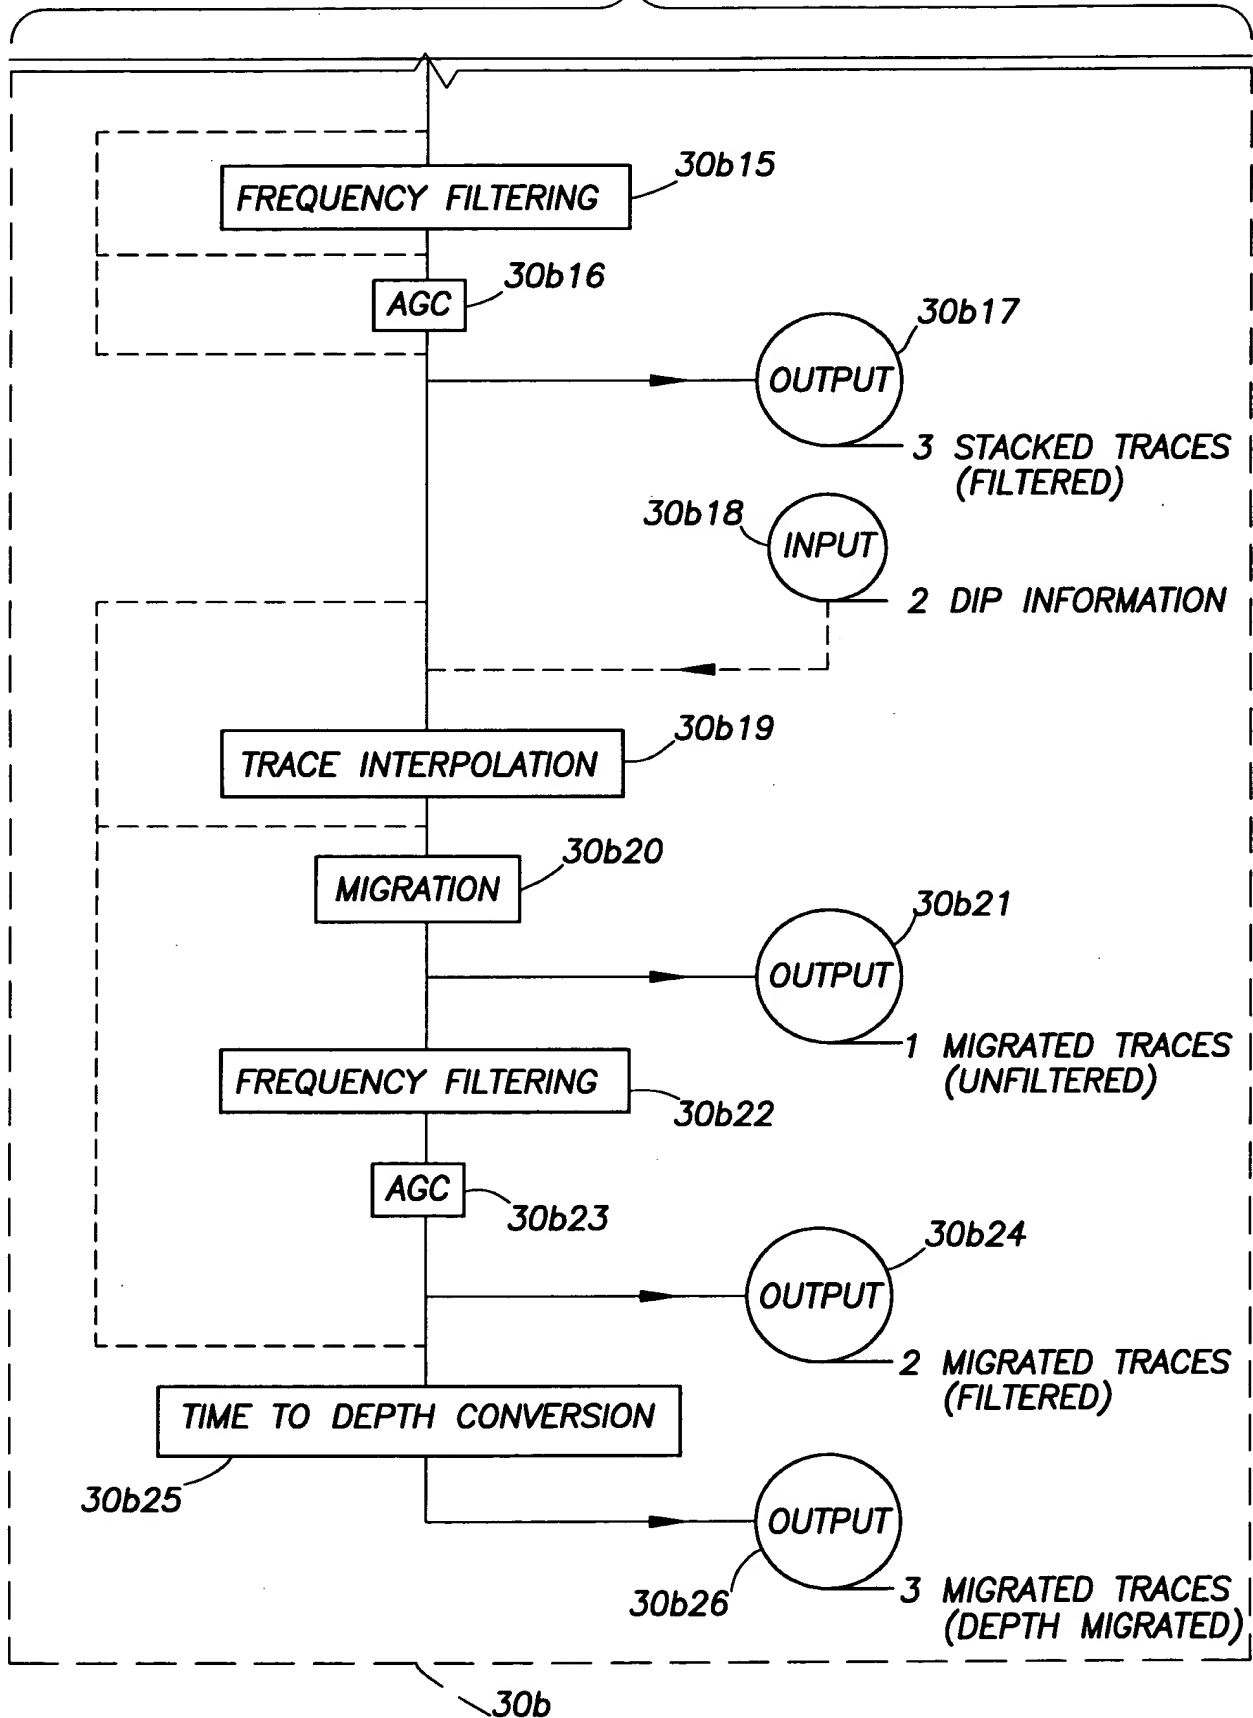 30b15
FREQUENCY FILTERING
30b16
AGC
30b17
OUTPUT
3 STACKED TRACES
(FILTERED)
30b18
INPUT
2 DIP INFORMATION
30b19
TRACE INTERPOLATION
30b20
MIGRATION
30b21
OUTPUT
1 MIGRATED TRACES
(UNFILTERED)
FREQUENCY FILTERING
30b22
AGC
30b23
30b24
OUTPUT
2 MIGRATED TRACES
(FILTERED)
TIME TO DEPTH CONVERSION
30b25
OUTPUT
30b26
3 MIGRATED TRACES
(DEPTH MIGRATED)
30b